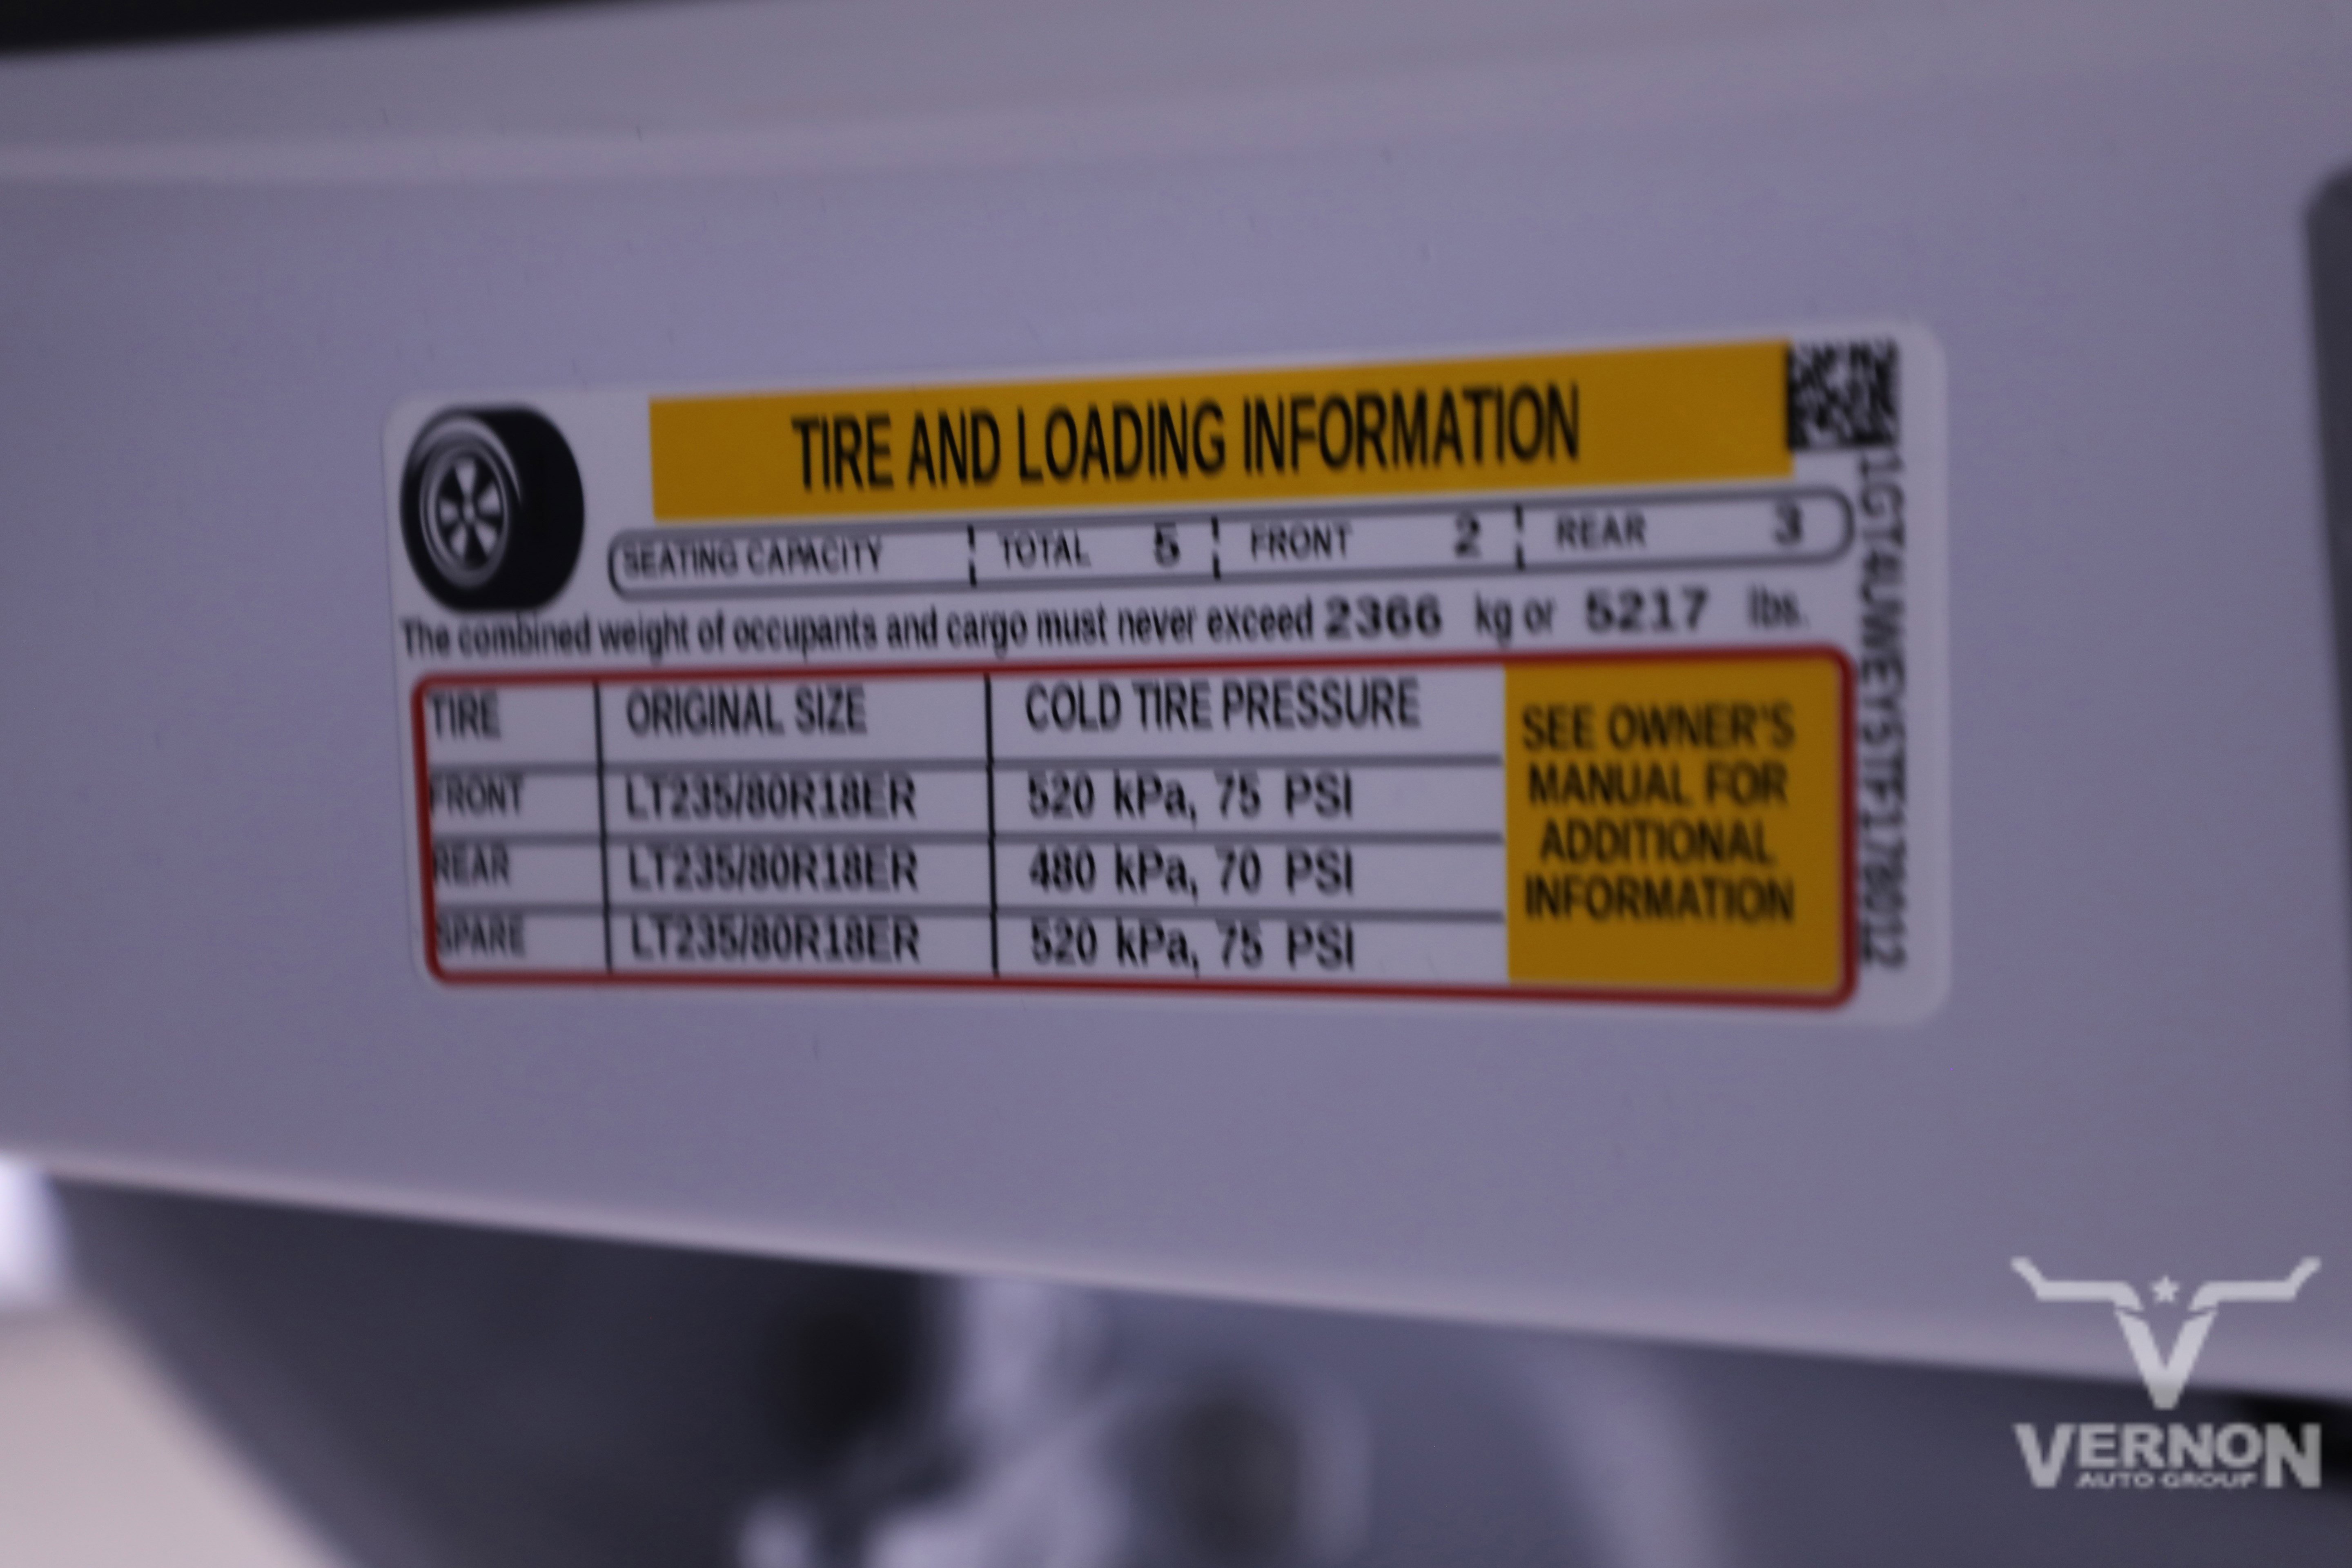 TIRE AND LOADING INFORMATION
SEATING CAPACITY TOTAL 5 FRONT 2 REAR 3
The combined weight of occupants and cargo must never exceed 2366 kg or 5217 lbs.
TIRE ORIGINAL SIZE COLD TIRE PRESSURE
FRONT LT235/80R18ER 520 kPa, 75 PSI
REAR LT235/80R18ER 480 kPa, 70 PSI
SPARE LT235/80R18ER 520 kPa, 75 PSI
SEE OWNER'S
MANUAL FOR
ADDITIONAL
INFORMATION
VERNON
AUTO GROUP